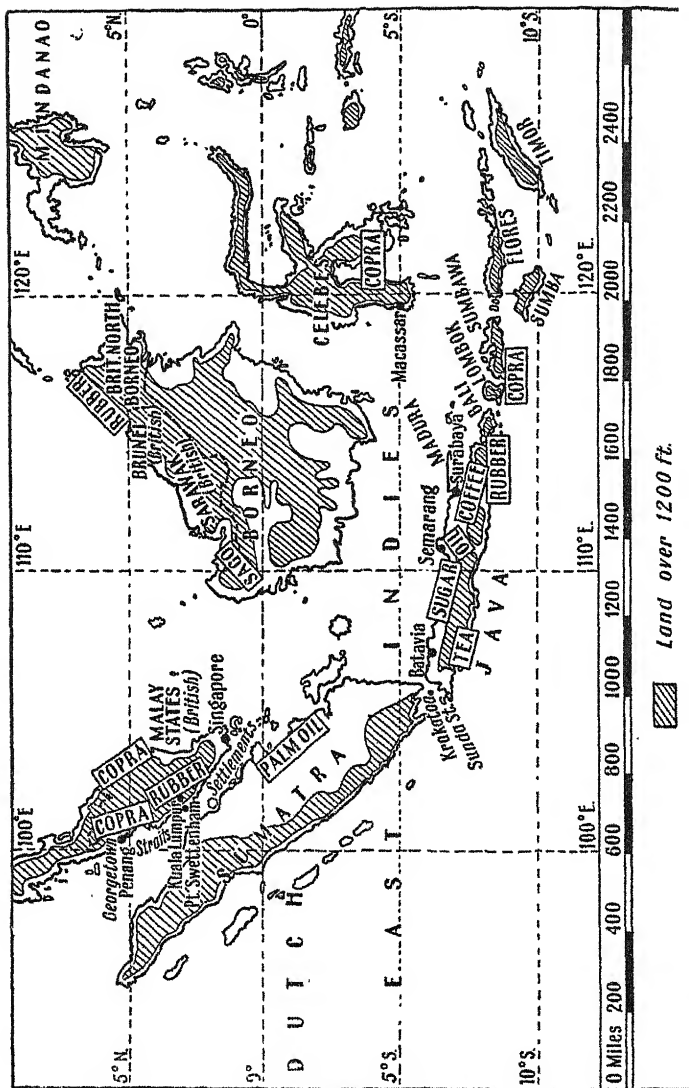 120°E
MINDANAO
5°N.
0°
5°S.
10°S.
110°E
100°E
5°N.
0°
5°S.
10°S.
120°E.
110°E.
100°E.
RUBBER
BRIT. NORTH
BORNEO
BRUNEI
(British)
SARAWAK
(British)
SAGO
BORNEO
CELEBES
COPRA
Macassar
COPRA
MALAY
STATES
(British)
COPRA
RUBBER
Georgetown
Penang
Straits Settlements
Kuala Lumpur
Pt. Swettenham
Singapore
PALM OIL
SUMATRA
DUTCH
EAST INDIES
Krakatoa
Sunda St.
Batavia
Semarang
MADURA
Surabaya
TEA
SUGAR
OIL
COFFEE
RUBBER
JAVA
BALI
LOMBOK
SUMBAWA
COPRA
FLORES
SUMBA
TIMOR
0 Miles 200 400 600 800 1000 1200 1400 1600 1800 2000 2200 2400
Land over 1200 ft.